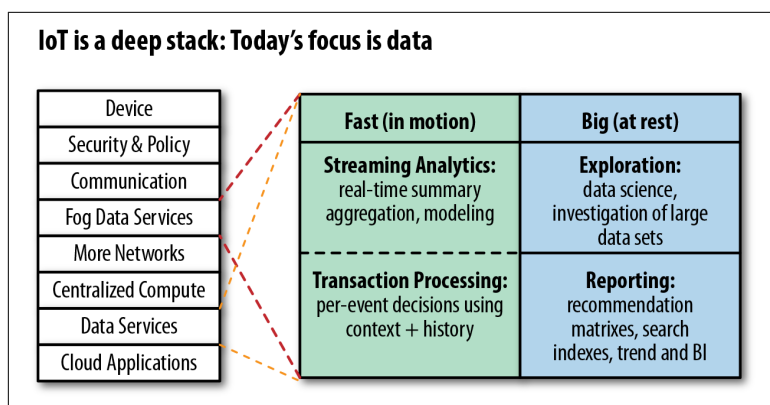 IoT is a deep stack: Today's focus is data
Device
Security & Policy
Communication
Fog Data Services
More Networks
Centralized Compute
Data Services
Cloud Applications
Fast (in motion)
Big (at rest)
Streaming Analytics:
real-time summary
aggregation, modeling
Exploration:
data science,
investigation of large
data sets
Transaction Processing:
per-event decisions using
context + history
Reporting:
recommendation
matrixes, search
indexes, trend and BI